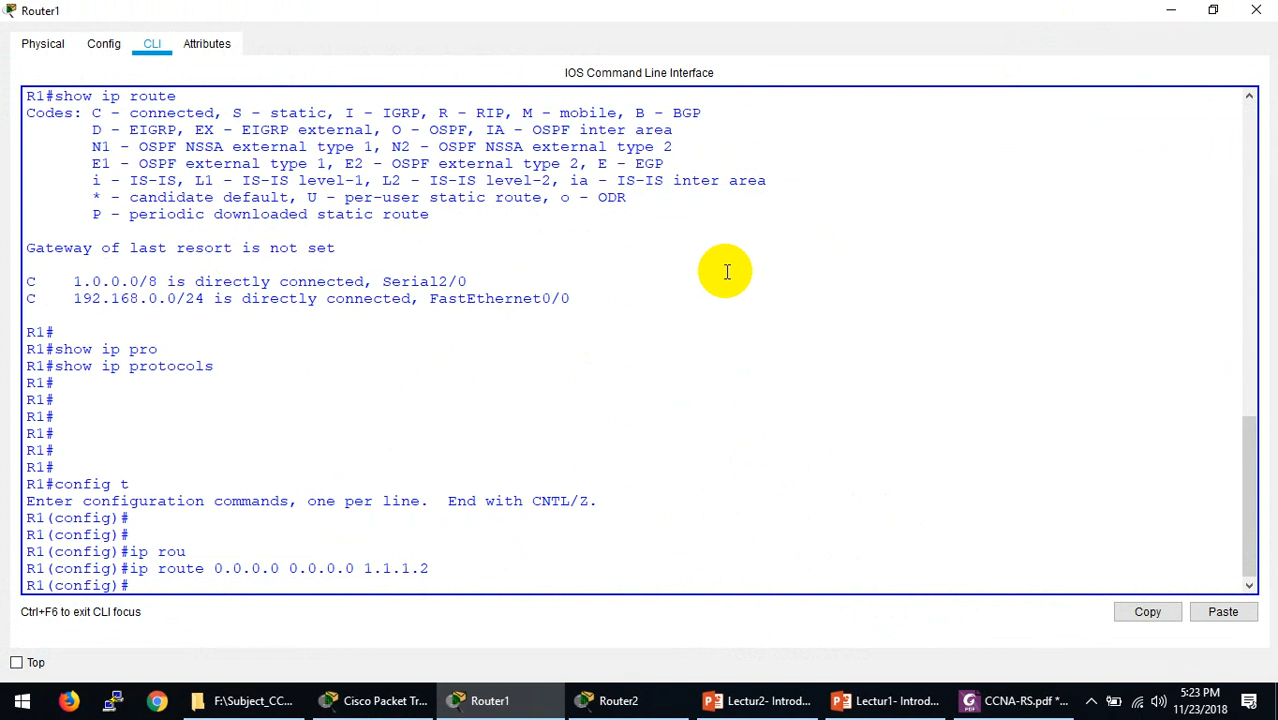 Router1
Physical Config CLI Attributes
IOS Command Line Interface
R1#show ip route
Codes: C - connected, S - static, I - IGRP, R - RIP, M - mobile, B - BGP
D - EIGRP, EX - EIGRP external, O - OSPF, IA - OSPF inter area
N1 - OSPF NSSA external type 1, N2 - OSPF NSSA external type 2
E1 - OSPF external type 1, E2 - OSPF external type 2, E - EGP
i - IS-IS, L1 - IS-IS level-1, L2 - IS-IS level-2, ia - IS-IS inter area
* - candidate default, U - per-user static route, o - ODR
P - periodic downloaded static route
Gateway of last resort is not set
C 1.0.0.0/8 is directly connected, Serial2/0
C 192.168.0.0/24 is directly connected, FastEthernet0/0
R1#
R1#show ip pro
R1#show ip protocols
R1#
R1#
R1#
R1#
R1#
R1#
R1#config t
Enter configuration commands, one per line. End with CNTL/Z.
R1(config)#
R1(config)#
R1(config)#ip rou
R1(config)#ip route 0.0.0.0 0.0.0.0 1.1.1.2
R1(config)#
Ctrl+F6 to exit CLI focus
Copy Paste
Top
F:\Subject_CC... Cisco Packet Tr... Router1 Router2 Lectur2- Introd... Lectur1- Introd... CCNA-RS.pdf *... 5:23 PM
11/23/2018